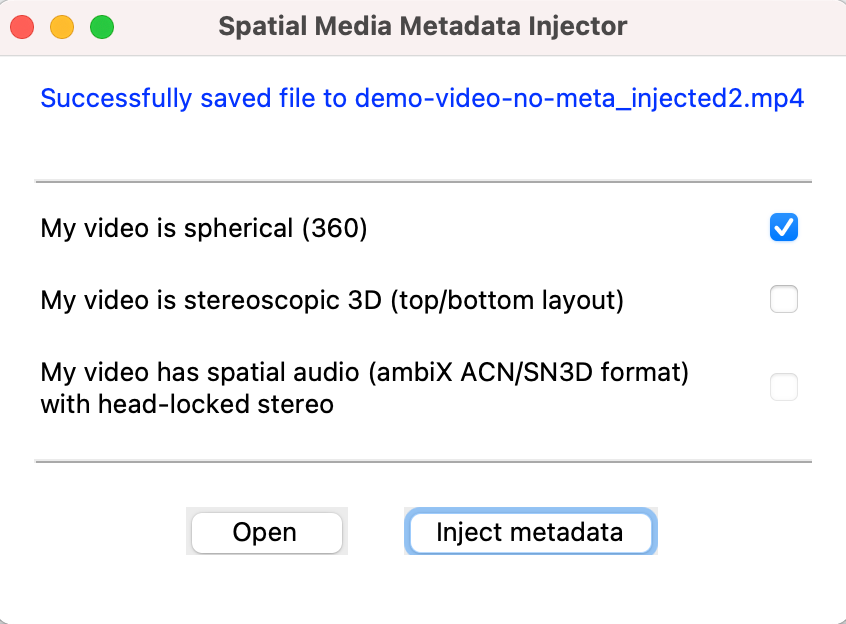 Spatial Media Metadata Injector
Successfully saved file to demo-video-no-meta_injected2.mp4
My video is spherical (360)
My video is stereoscopic 3D (top/bottom layout)
My video has spatial audio (ambiX ACN/SN3D format)
with head-locked stereo
Open
Inject metadata